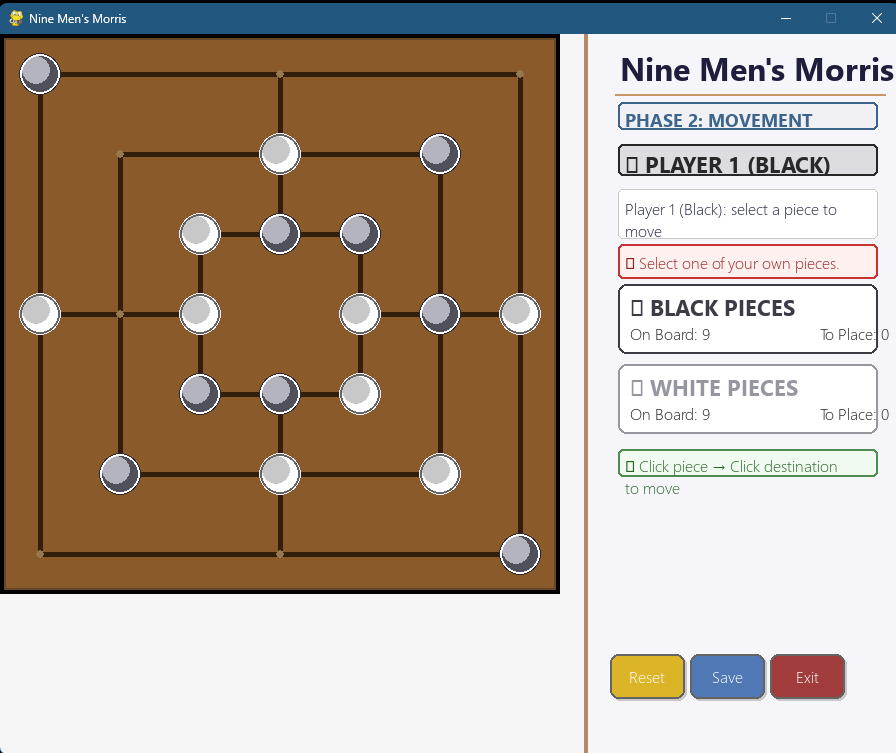 Nine Men's Morris
Nine Men's Morris
PHASE 2: MOVEMENT
PLAYER 1 (BLACK)
Player 1 (Black): select a piece to
move
Select one of your own pieces.
BLACK PIECES
On Board: 9 To Place: 0
WHITE PIECES
On Board: 9 To Place: 0
Click piece → Click destination
to move
Reset Save Exit